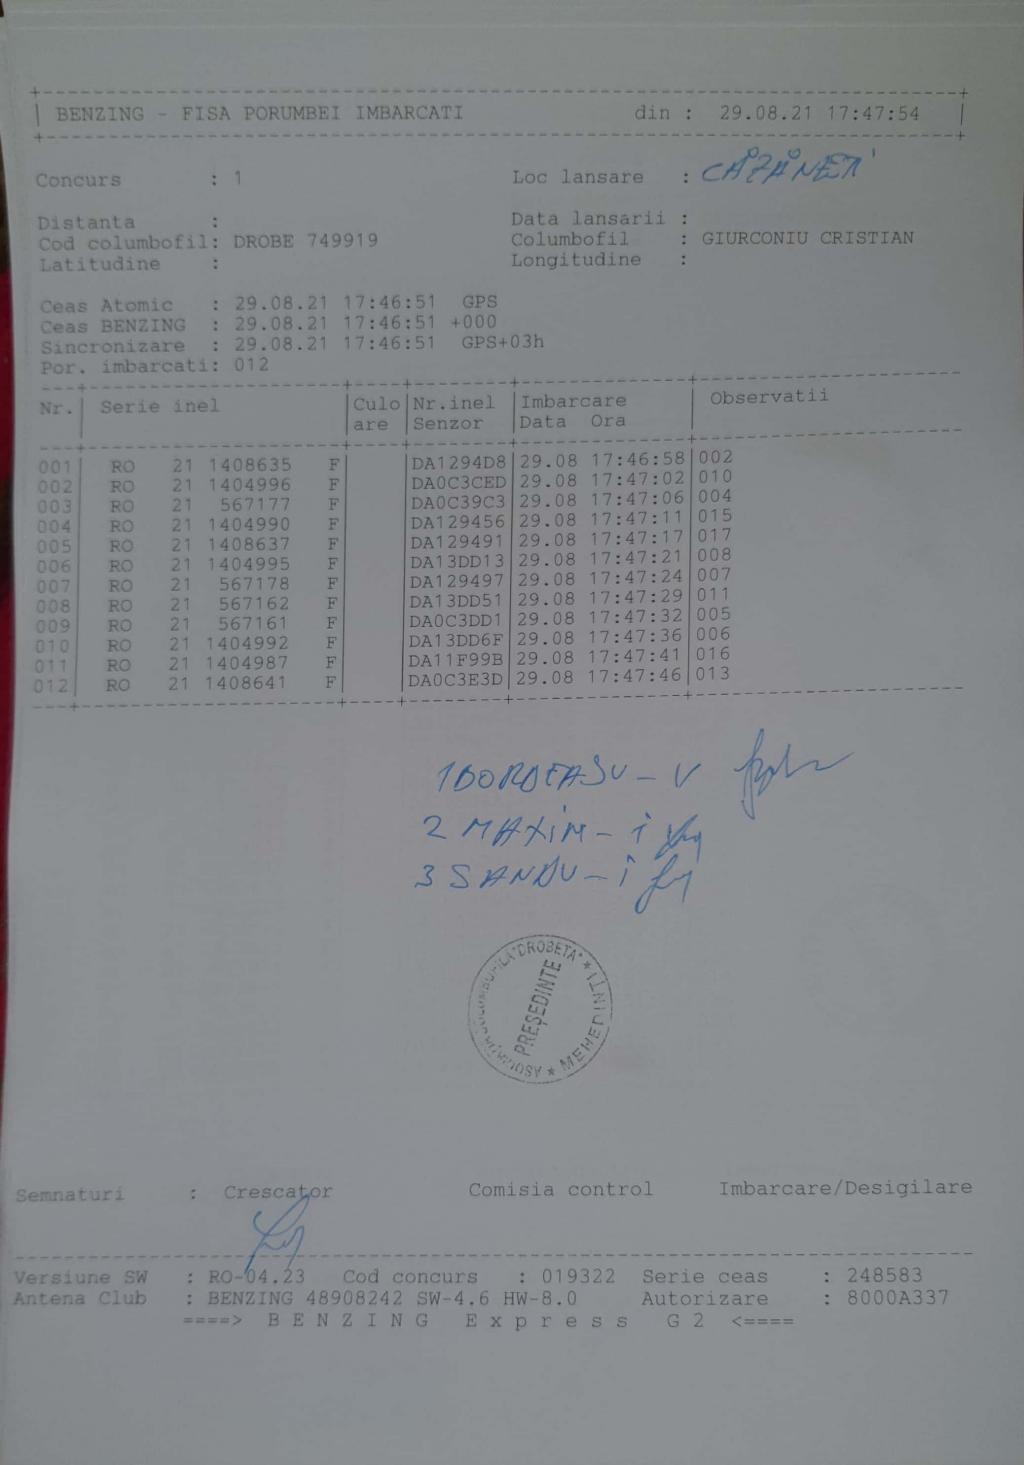 BENZING - FISA PORUMBEI IMBARCATI din : 29.08.21 17:47:54
Concurs : 1 Loc lansare : CĂZĂNEȚI
Distanta : Data lansarii :
Cod columbofil: DROBE 749919 Columbofil : GIURCONIU CRISTIAN
Latitudine : Longitudine :
Ceas Atomic : 29.08.21 17:46:51 GPS
Ceas BENZING : 29.08.21 17:46:51 +000
Sincronizare : 29.08.21 17:46:51 GPS+03h
Por. imbarcati: 012
Nr. Serie inel Culo Nr.inel Imbarcare Observatii
are Senzor Data Ora
001 RO 21 1408635 F DA1294D8 29.08 17:46:58 002
002 RO 21 1404996 F DA0C3CED 29.08 17:47:02 010
003 RO 21 567177 F DA0C39C3 29.08 17:47:06 004
004 RO 21 1404990 F DA129456 29.08 17:47:11 015
005 RO 21 1408637 F DA129491 29.08 17:47:17 017
006 RO 21 1404995 F DA13DD13 29.08 17:47:21 008
007 RO 21 567178 F DA129497 29.08 17:47:24 007
008 RO 21 567162 F DA13DD51 29.08 17:47:29 011
009 RO 21 567161 F DA0C3DD1 29.08 17:47:32 005
010 RO 21 1404992 F DA13DD6F 29.08 17:47:36 006
011 RO 21 1404987 F DA11F99B 29.08 17:47:41 016
012 RO 21 1408641 F DA0C3E3D 29.08 17:47:46 013
1 DORDEASU - V
2 MAXIM - I
3 SANDU - I
ASOCIAȚIA COLUMBOFILA "DROBETA" * MEHEDINȚI *
PREȘEDINTE
Semnaturi : Crescator Comisia control Imbarcare/Desigilare
Versiune SW : RO-04.23 Cod concurs : 019322 Serie ceas : 248583
Antena Club : BENZING 48908242 SW-4.6 HW-8.0 Autorizare : 8000A337
====> B E N Z I N G E x p r e s s G 2 <====